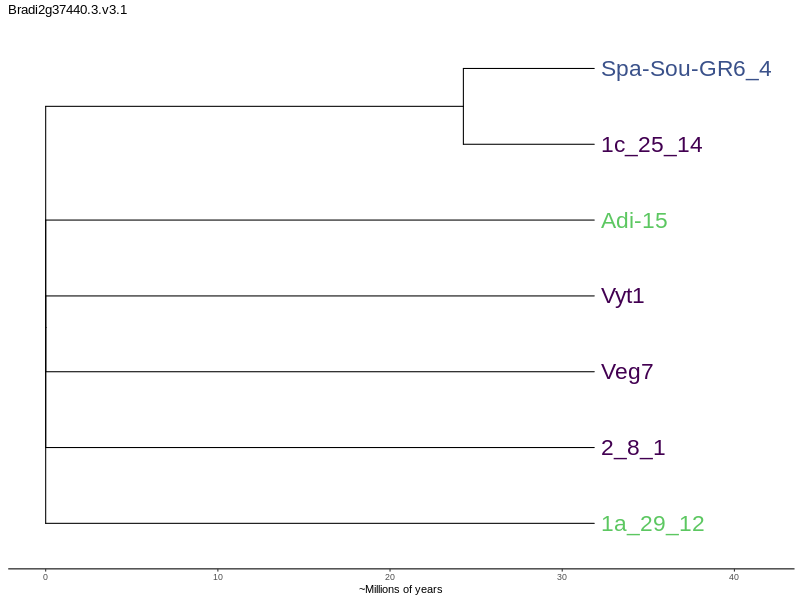 Bradi2g37440.3.v3.1
Spa-Sou-GR6_4
1c_25_14
Adi-15
Vyt1
Veg7
2_8_1
1a_29_12
0 10 20 30 40
~Millions of years